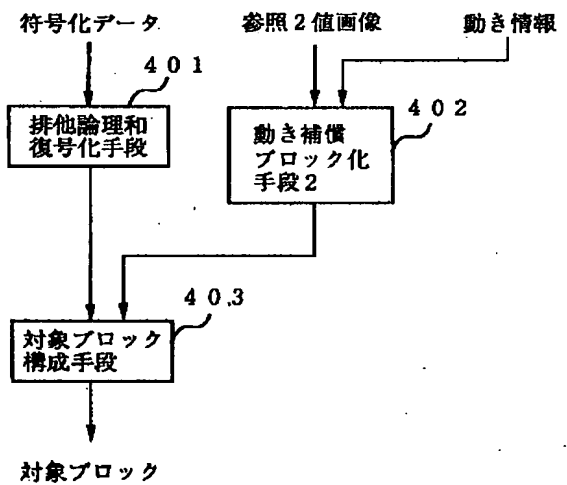 符号化データ
参照2値画像
動き情報
401
排他論理和
復号化手段
402
動き補償
ブロック化
手段2
403
対象ブロック
構成手段
対象ブロック